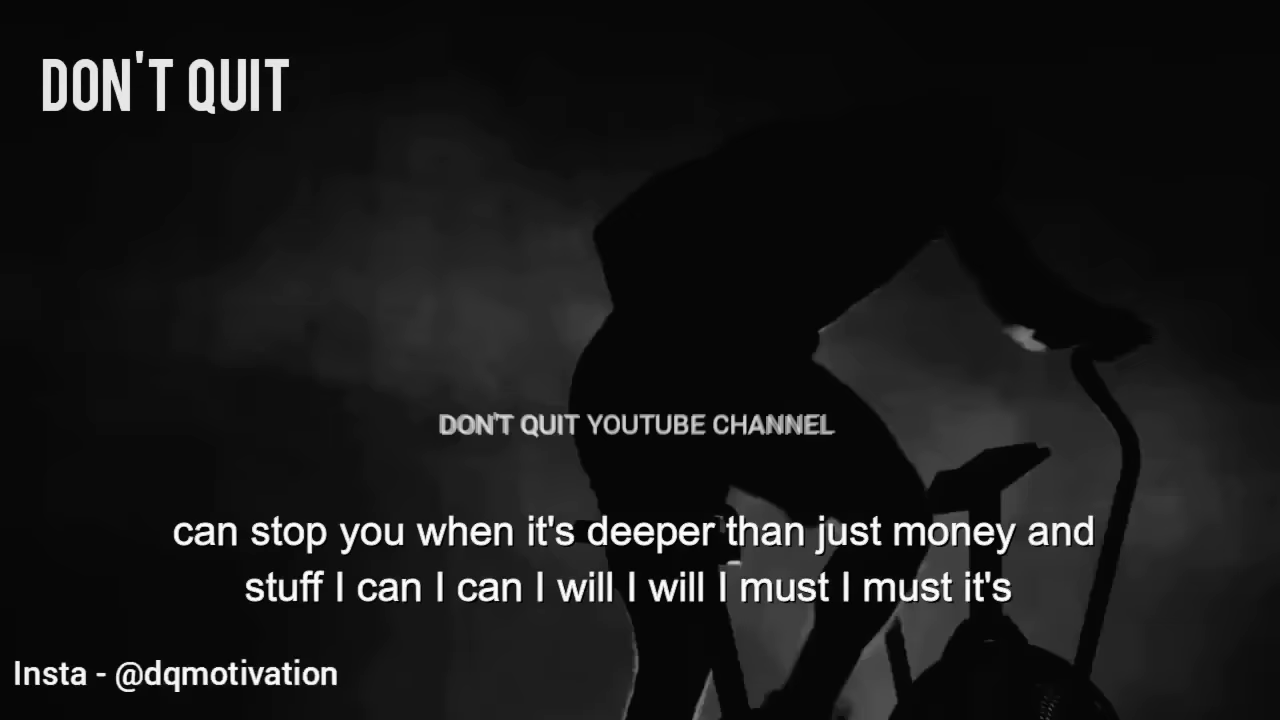 DON'T QUIT
DON'T QUIT YOUTUBE CHANNEL
can stop you when it's deeper than just money and
stuff I can I can I will I will I must I must it's
Insta - @dqmotivation